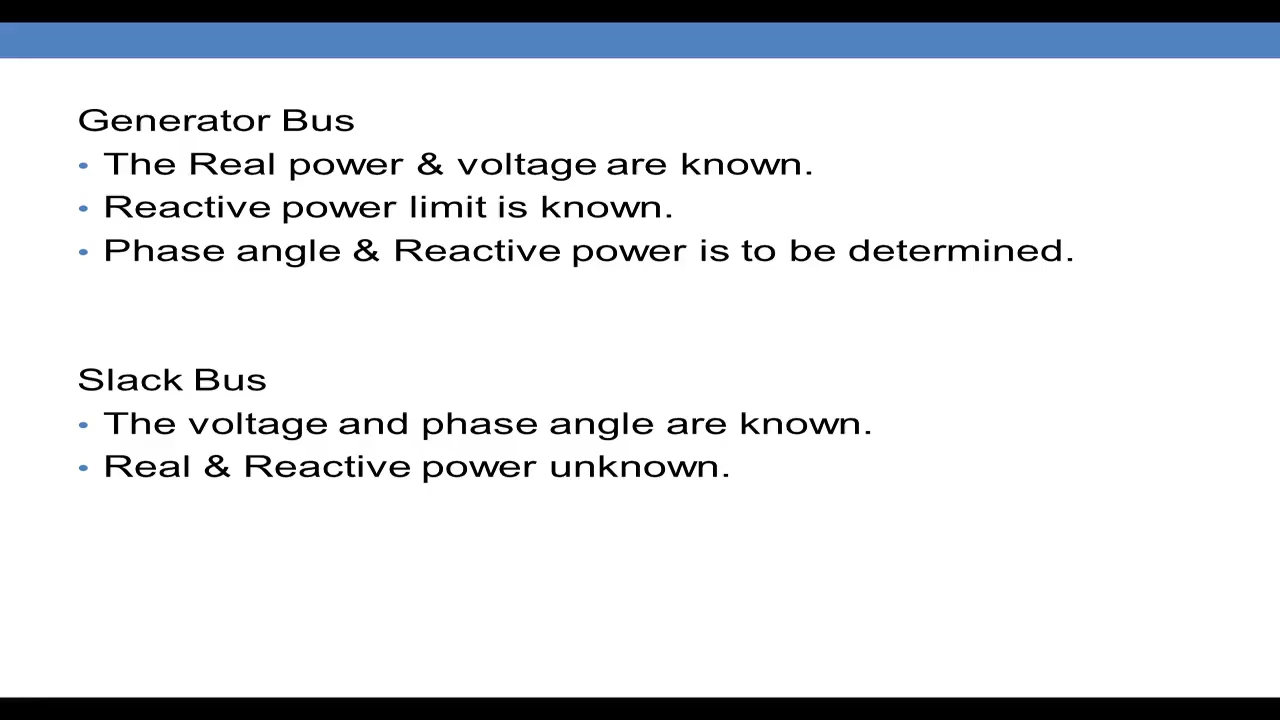 Generator Bus
• The Real power & voltage are known.
• Reactive power limit is known.
• Phase angle & Reactive power is to be determined.
Slack Bus
• The voltage and phase angle are known.
• Real & Reactive power unknown.